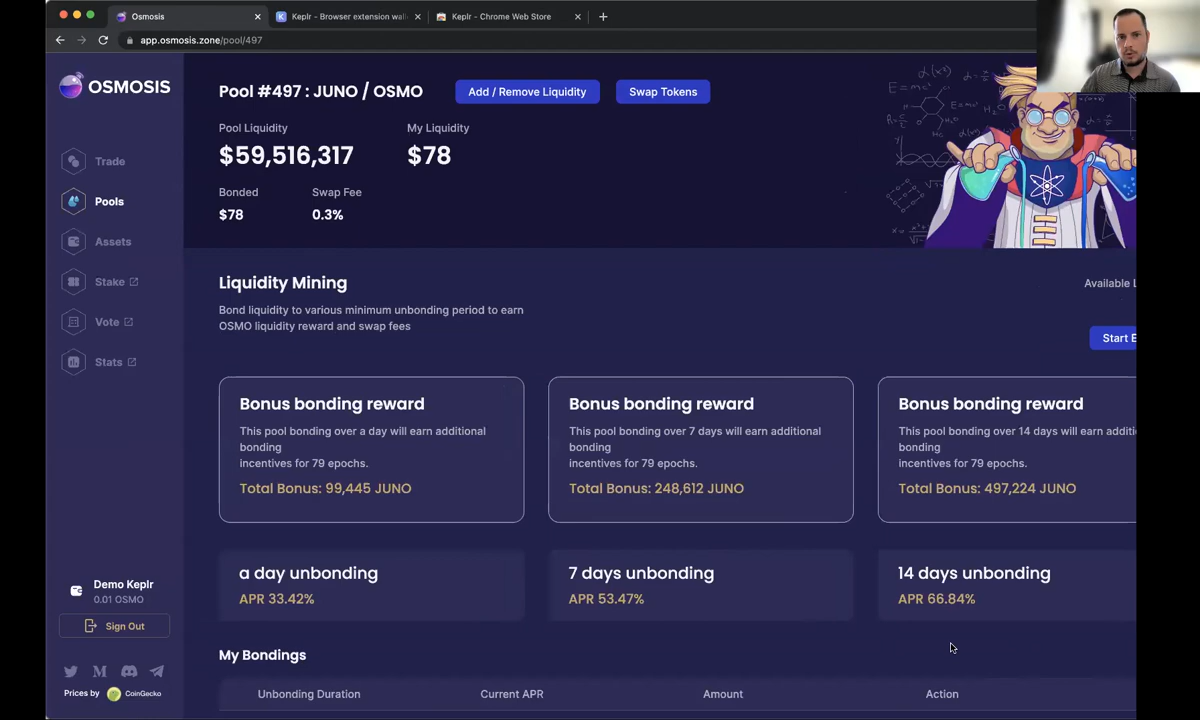 Osmosis
Keplr - Browser extension wal
Keplr - Chrome Web Store
app.osmosis.zone/pool/497
OSMOSIS
Trade
Pools
Assets
Stake
Vote
Stats
Demo Keplr
0.01 OSMO
Sign Out
Prices by CoinGecko
Pool #497 : JUNO / OSMO
Add / Remove Liquidity
Swap Tokens
Pool Liquidity
My Liquidity
$59,516,317
$78
Bonded
Swap Fee
$78
0.3%
Liquidity Mining
Bond liquidity to various minimum unbonding period to earn
OSMO liquidity reward and swap fees
Available L
Start E
Bonus bonding reward
This pool bonding over a day will earn additional
bonding
incentives for 79 epochs.
Total Bonus: 99,445 JUNO
Bonus bonding reward
This pool bonding over 7 days will earn additional
bonding
incentives for 79 epochs.
Total Bonus: 248,612 JUNO
Bonus bonding reward
This pool bonding over 14 days will earn additi
bonding
incentives for 79 epochs.
Total Bonus: 497,224 JUNO
a day unbonding
APR 33.42%
7 days unbonding
APR 53.47%
14 days unbonding
APR 66.84%
My Bondings
Unbonding Duration
Current APR
Amount
Action